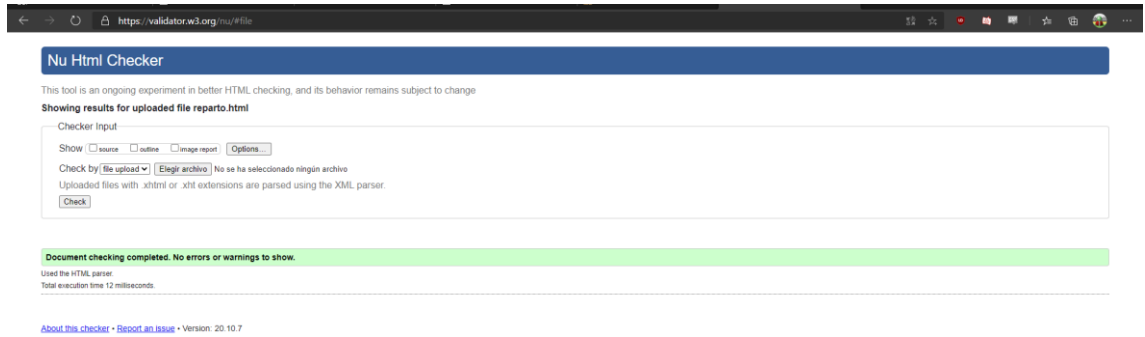 https://validator.w3.org/nu/#file
Nu Html Checker
This tool is an ongoing experiment in better HTML checking, and its behavior remains subject to change
Showing results for uploaded file reparto.html
Checker Input
Show source outline image report Options...
Check by file upload Elegir archivo No se ha seleccionado ningún archivo
Uploaded files with .xhtml or .xht extensions are parsed using the XML parser.
Check
Document checking completed. No errors or warnings to show.
Used the HTML parser.
Total execution time 12 milliseconds.
About this checker • Report an issue • Version: 20.10.7